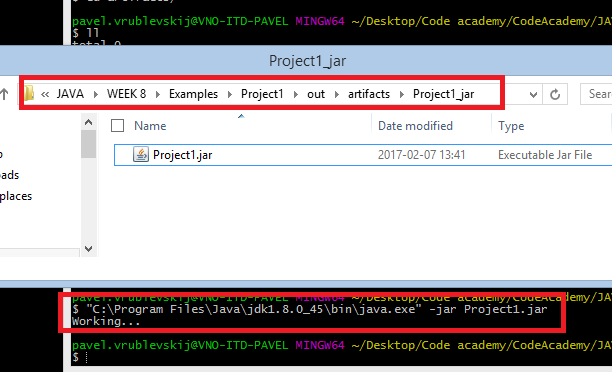 pavel.vrublevskij@VNO-ITD-PAVEL MINGW64 ~/Desktop/Code academy/CodeAcademy/
$ ll
total 0
Project1_jar
« JAVA WEEK 8 Examples Project1 out artifacts Project1_jar Sear
Name Date modified Type
Project1.jar 2017-02-07 13:41 Executable Jar File
oads
places
pavel.vrublevskij@VNO-ITD-PAVEL MINGW64 ~/Desktop/Code academy/CodeAcademy/JA
$ "C:\Program Files\Java\jdk1.8.0_45\bin\java.exe" -jar Project1.jar
Working...
pavel.vrublevskij@VNO-ITD-PAVEL MINGW64 ~/Desktop/Code academy/CodeAcademy/JA
$